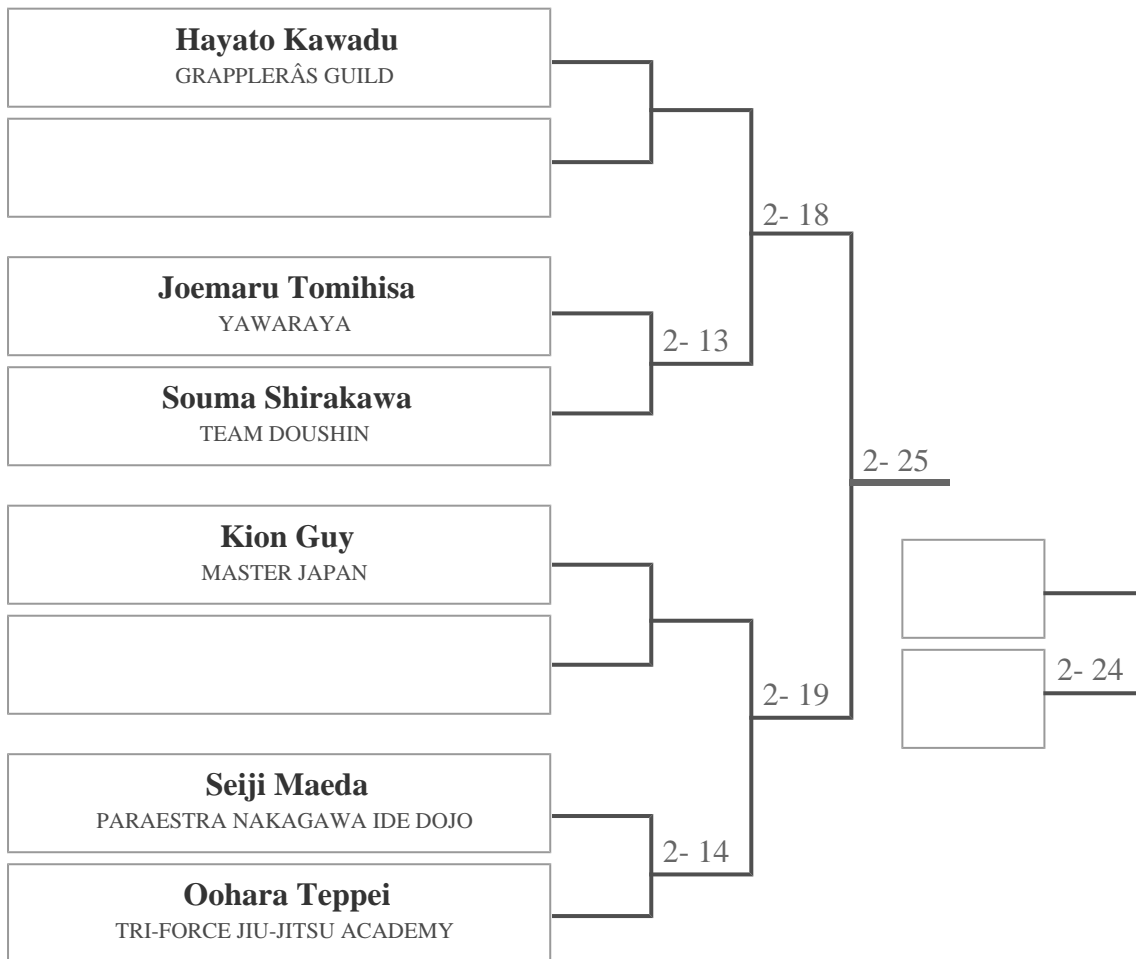 Hayato Kawadu
GRAPPLERÂS GUILD
2- 18
Joemaru Tomihisa
YAWARAYA
2- 13
Souma Shirakawa
TEAM DOUSHIN
2- 25
Kion Guy
MASTER JAPAN
2- 24
2- 19
Seiji Maeda
PARAESTRA NAKAGAWA IDE DOJO
2- 14
Oohara Teppei
TRI-FORCE JIU-JITSU ACADEMY